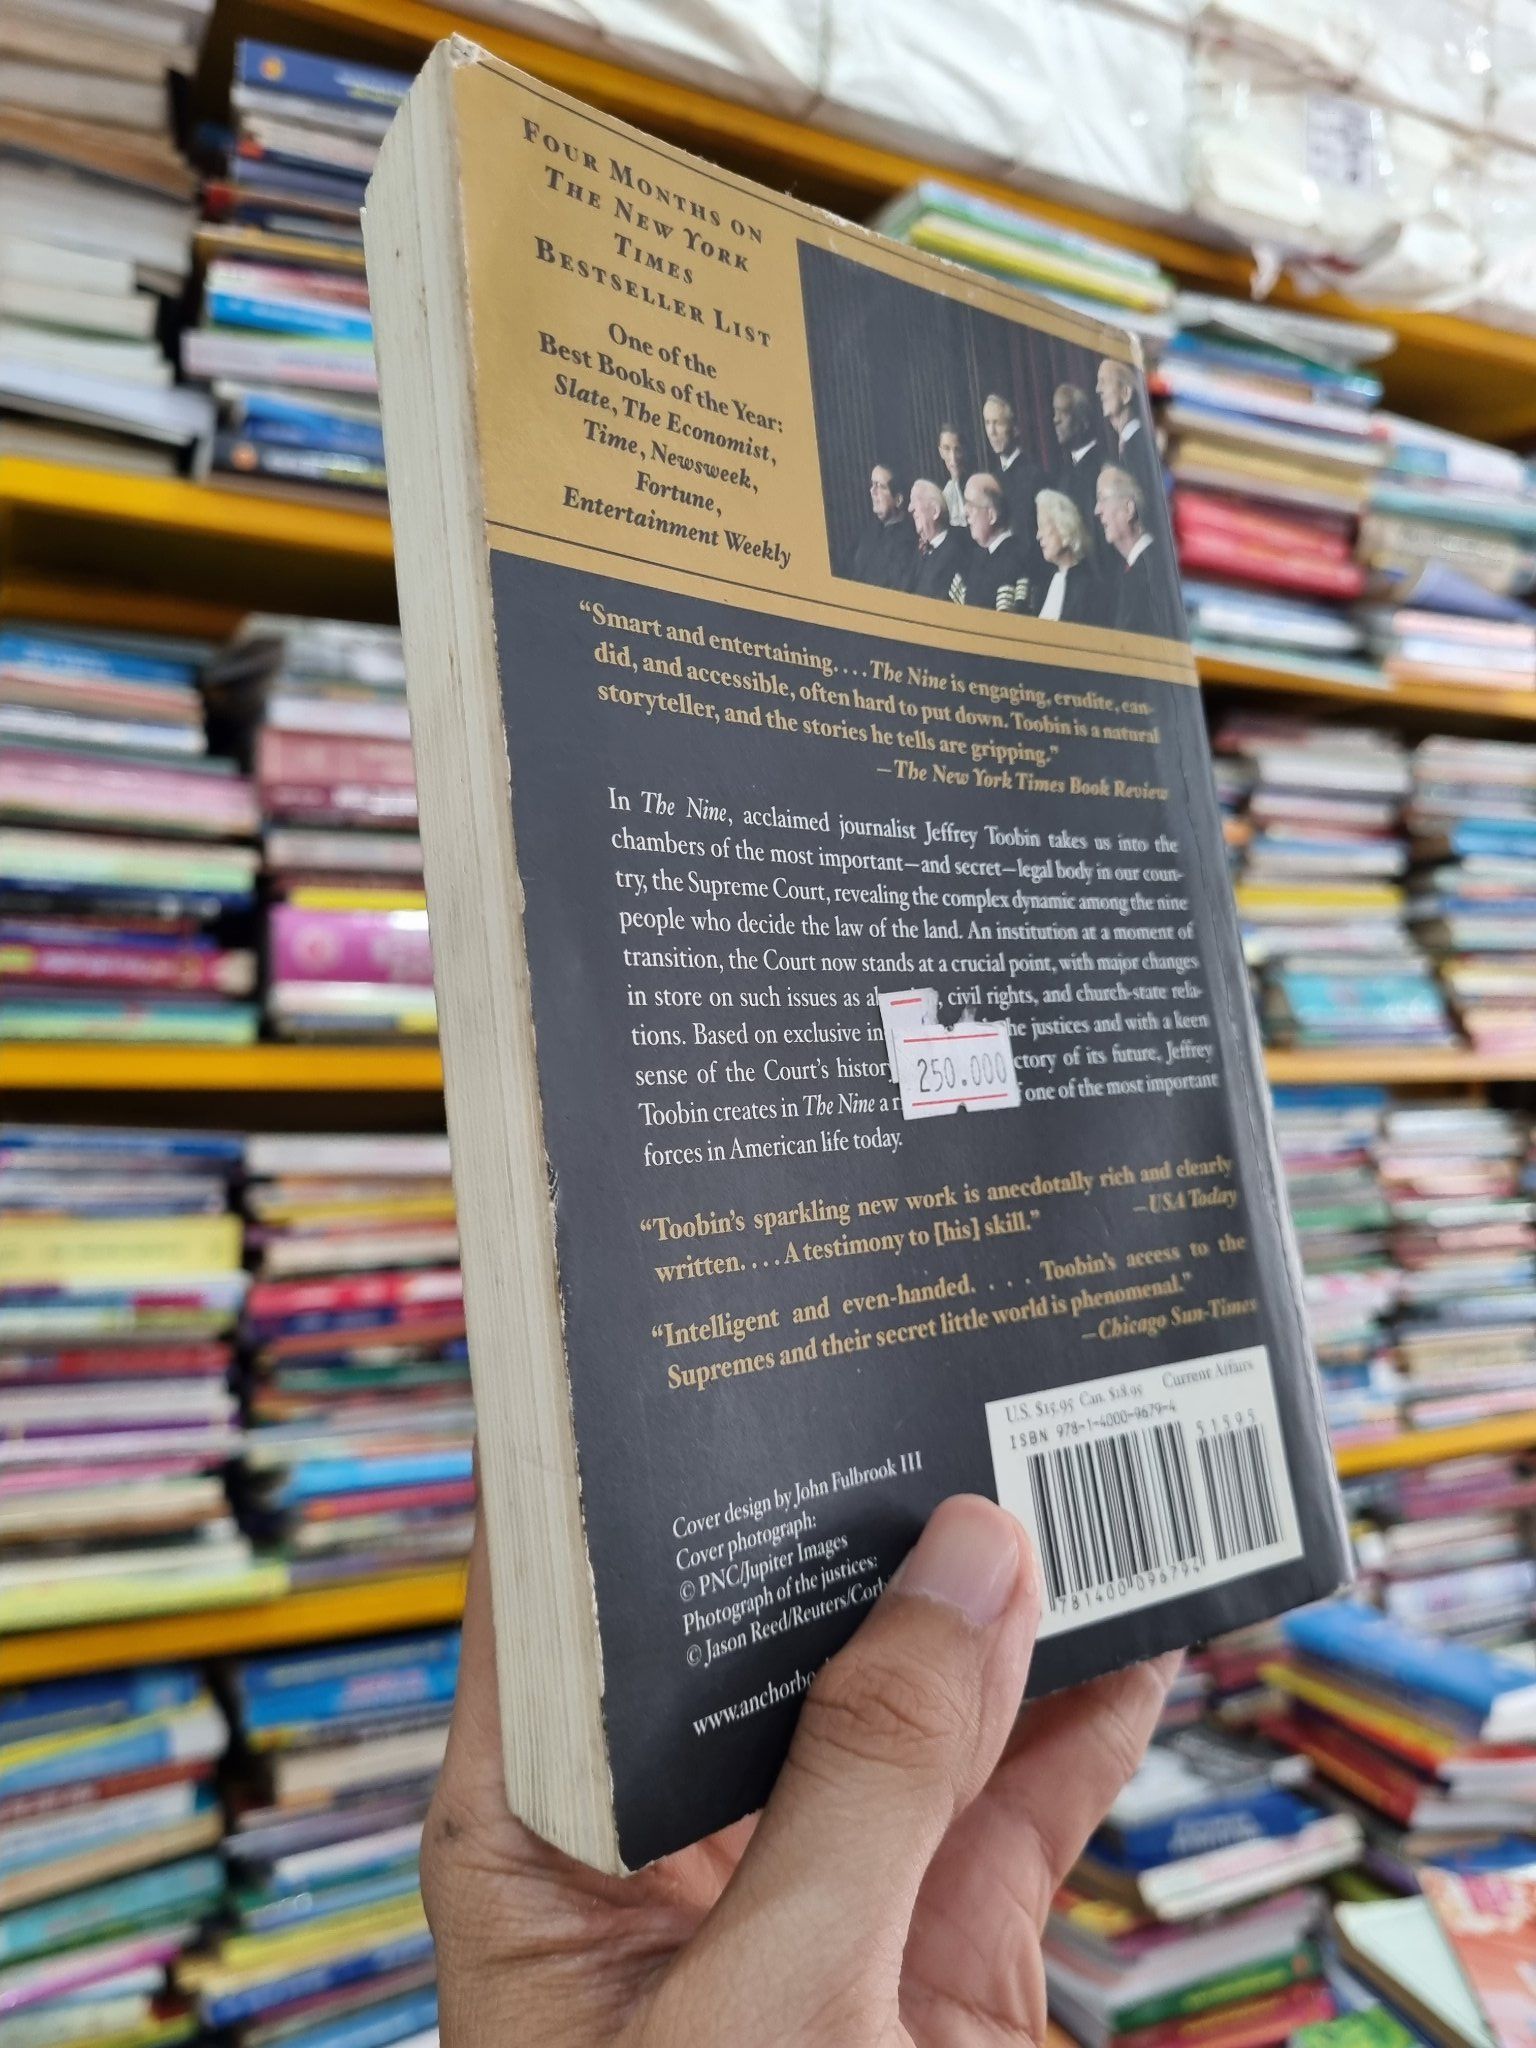 FOUR MONTHS ON
THE NEW YORK
TIMES
BESTSELLER LIST
One of the
Best Books of the Year:
Slate, The Economist,
Time, Newsweek,
Fortune,
Entertainment Weekly
“Smart and entertaining. . . . The Nine is engaging, erudite, can-
did, and accessible, often hard to put down. Toobin is a natural
storyteller, and the stories he tells are gripping.”
—The New York Times Book Review
In The Nine, acclaimed journalist Jeffrey Toobin takes us into the
chambers of the most important—and secret—legal body in our coun-
try, the Supreme Court, revealing the complex dynamic among the nine
people who decide the law of the land. An institution at a moment of
transition, the Court now stands at a crucial point, with major changes
in store on such issues as , civil rights, and church-state rela-
tions. Based on exclusive justices and with a keen
sense of the Court’s of its future, Jeffrey
250.000
Toobin creates in The Nine a one of the most important
forces in American life today.
“Toobin’s sparkling new work is anecdotally rich and clearly
written. . . . A testimony to [his] skill.” —USA Today
“Intelligent and even-handed. . . . Toobin’s access to the
Supremes and their secret little world is phenomenal.”
—Chicago Sun-Times
U.S. $15.95 Can. $18.95 Current Affairs
ISBN 978-1-4000-9679-4
51595
781400 096794
Cover design by John Fulbrook III
Cover photograph:
© PNC/Jupiter Images
Photograph of the justices:
© Jason Reed/Reuters/Corb
www.anchorbo